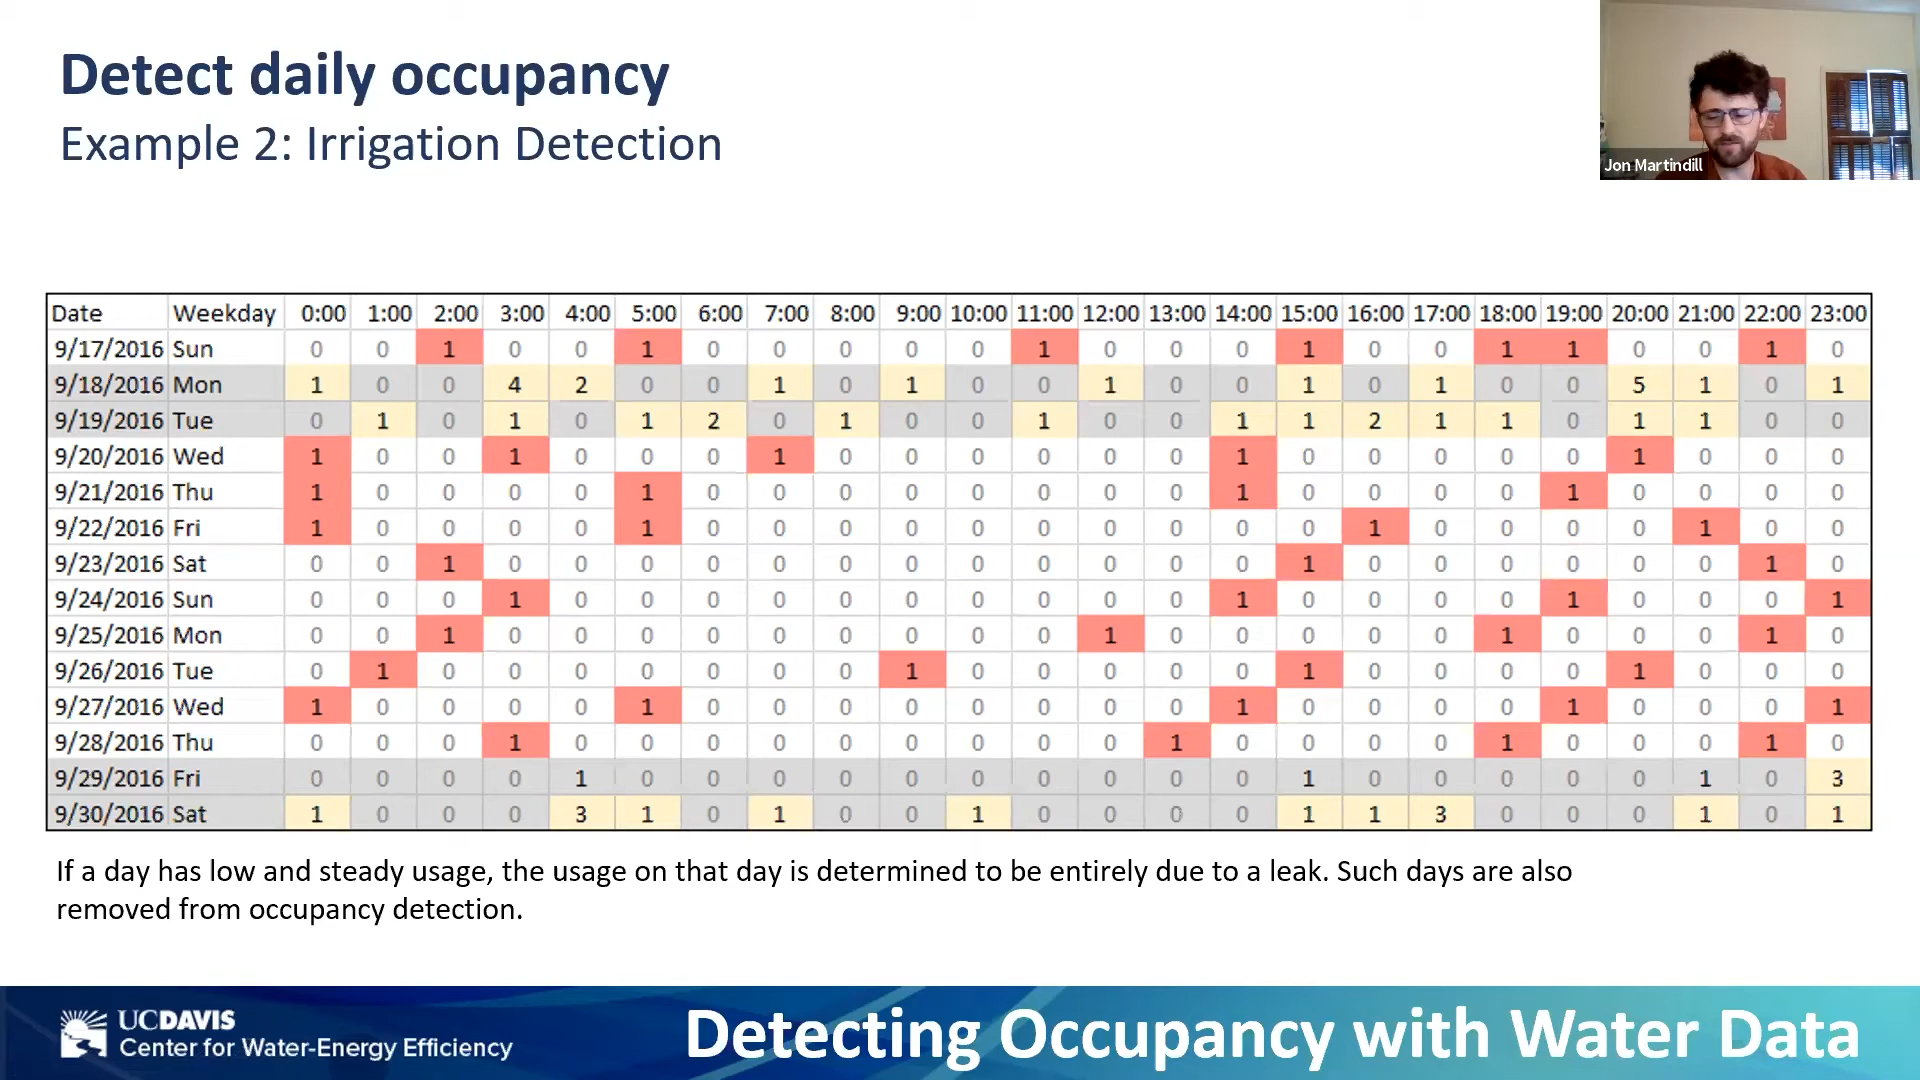 Detect daily occupancy
Example 2: Irrigation Detection
Jon Martindill
Date Weekday 0:00 1:00 2:00 3:00 4:00 5:00 6:00 7:00 8:00 9:00 10:00 11:00 12:00 13:00 14:00 15:00 16:00 17:00 18:00 19:00 20:00 21:00 22:00 23:00
9/17/2016 Sun 0 0 1 0 0 1 0 0 0 0 0 1 0 0 0 1 0 0 1 1 0 0 1 0
9/18/2016 Mon 1 0 0 4 2 0 0 1 0 1 0 0 1 0 0 1 0 1 0 0 5 1 0 1
9/19/2016 Tue 0 1 0 1 0 1 2 0 1 0 0 1 0 0 1 1 2 1 1 0 1 1 0 0
9/20/2016 Wed 1 0 0 1 0 0 0 1 0 0 0 0 0 0 1 0 0 0 0 0 1 0 0 0
9/21/2016 Thu 1 0 0 0 0 1 0 0 0 0 0 0 0 0 1 0 0 0 0 1 0 0 0 0
9/22/2016 Fri 1 0 0 0 0 1 0 0 0 0 0 0 0 0 0 0 1 0 0 0 0 1 0 0
9/23/2016 Sat 0 0 1 0 0 0 0 0 0 0 0 0 0 0 0 1 0 0 0 0 0 0 1 0
9/24/2016 Sun 0 0 0 1 0 0 0 0 0 0 0 0 0 0 1 0 0 0 0 1 0 0 0 1
9/25/2016 Mon 0 0 1 0 0 0 0 0 0 0 0 0 1 0 0 0 0 0 1 0 0 0 1 0
9/26/2016 Tue 0 1 0 0 0 0 0 0 0 1 0 0 0 0 0 1 0 0 0 0 1 0 0 0
9/27/2016 Wed 1 0 0 0 0 1 0 0 0 0 0 0 0 0 1 0 0 0 0 1 0 0 0 1
9/28/2016 Thu 0 0 0 1 0 0 0 0 0 0 0 0 0 1 0 0 0 0 1 0 0 0 1 0
9/29/2016 Fri 0 0 0 0 1 0 0 0 0 0 0 0 0 0 0 1 0 0 0 0 0 1 0 3
9/30/2016 Sat 1 0 0 0 3 1 0 1 0 0 1 0 0 0 0 1 1 3 0 0 0 1 0 1
If a day has low and steady usage, the usage on that day is determined to be entirely due to a leak. Such days are also
removed from occupancy detection.
UCDAVIS
Center for Water-Energy Efficiency
Detecting Occupancy with Water Data